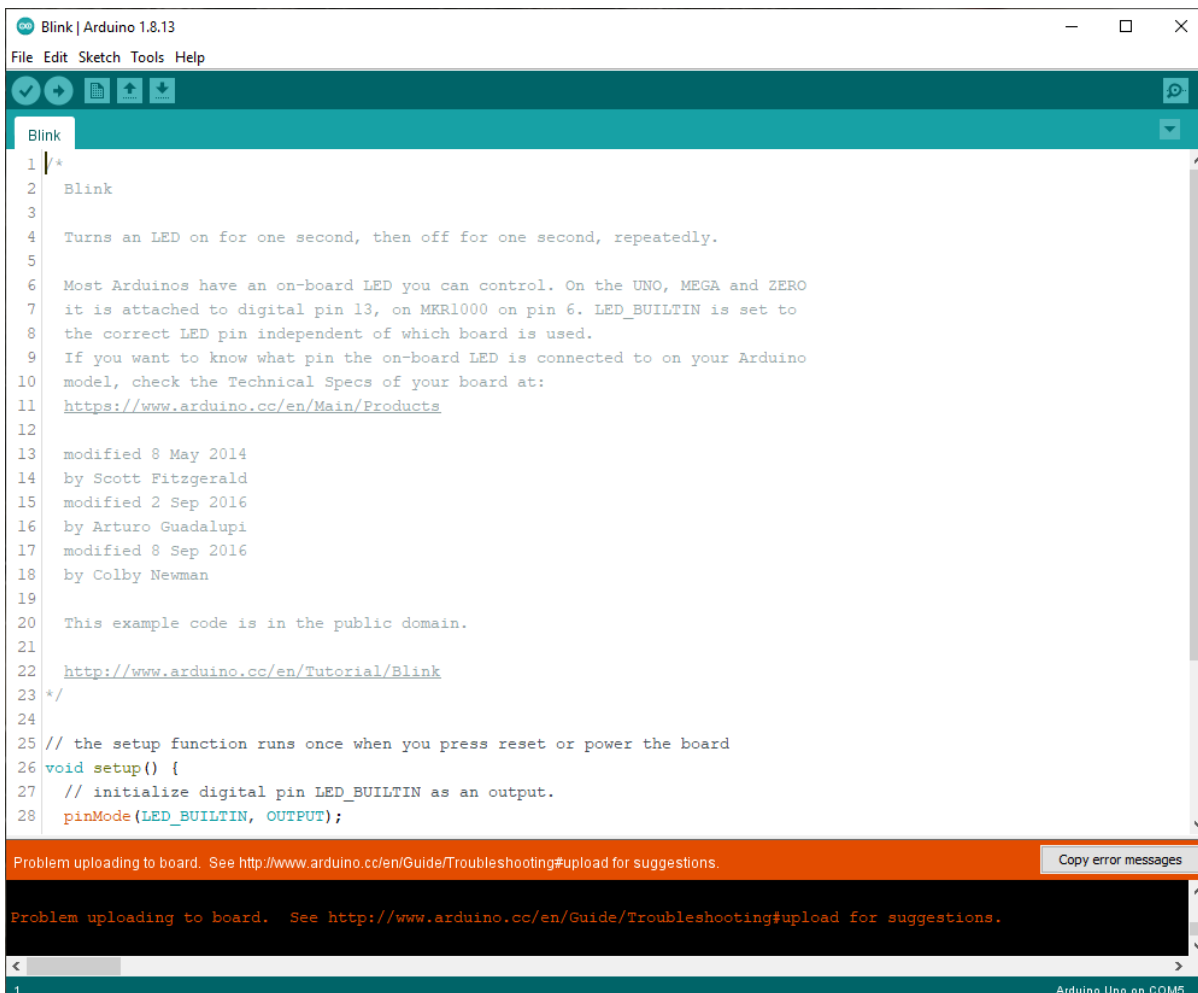 Blink | Arduino 1.8.13
File Edit Sketch Tools Help
Blink
1 /*
2 Blink
3
4 Turns an LED on for one second, then off for one second, repeatedly.
5
6 Most Arduinos have an on-board LED you can control. On the UNO, MEGA and ZERO
7 it is attached to digital pin 13, on MKR1000 on pin 6. LED_BUILTIN is set to
8 the correct LED pin independent of which board is used.
9 If you want to know what pin the on-board LED is connected to on your Arduino
10 model, check the Technical Specs of your board at:
11 https://www.arduino.cc/en/Main/Products
12
13 modified 8 May 2014
14 by Scott Fitzgerald
15 modified 2 Sep 2016
16 by Arturo Guadalupi
17 modified 8 Sep 2016
18 by Colby Newman
19
20 This example code is in the public domain.
21
22 http://www.arduino.cc/en/Tutorial/Blink
23 */
24
25 // the setup function runs once when you press reset or power the board
26 void setup() {
27 // initialize digital pin LED_BUILTIN as an output.
28 pinMode(LED_BUILTIN, OUTPUT);
Problem uploading to board. See http://www.arduino.cc/en/Guide/Troubleshooting#upload for suggestions.
Copy error messages
Problem uploading to board. See http://www.arduino.cc/en/Guide/Troubleshooting#upload for suggestions.
1
Arduino Uno on COM5